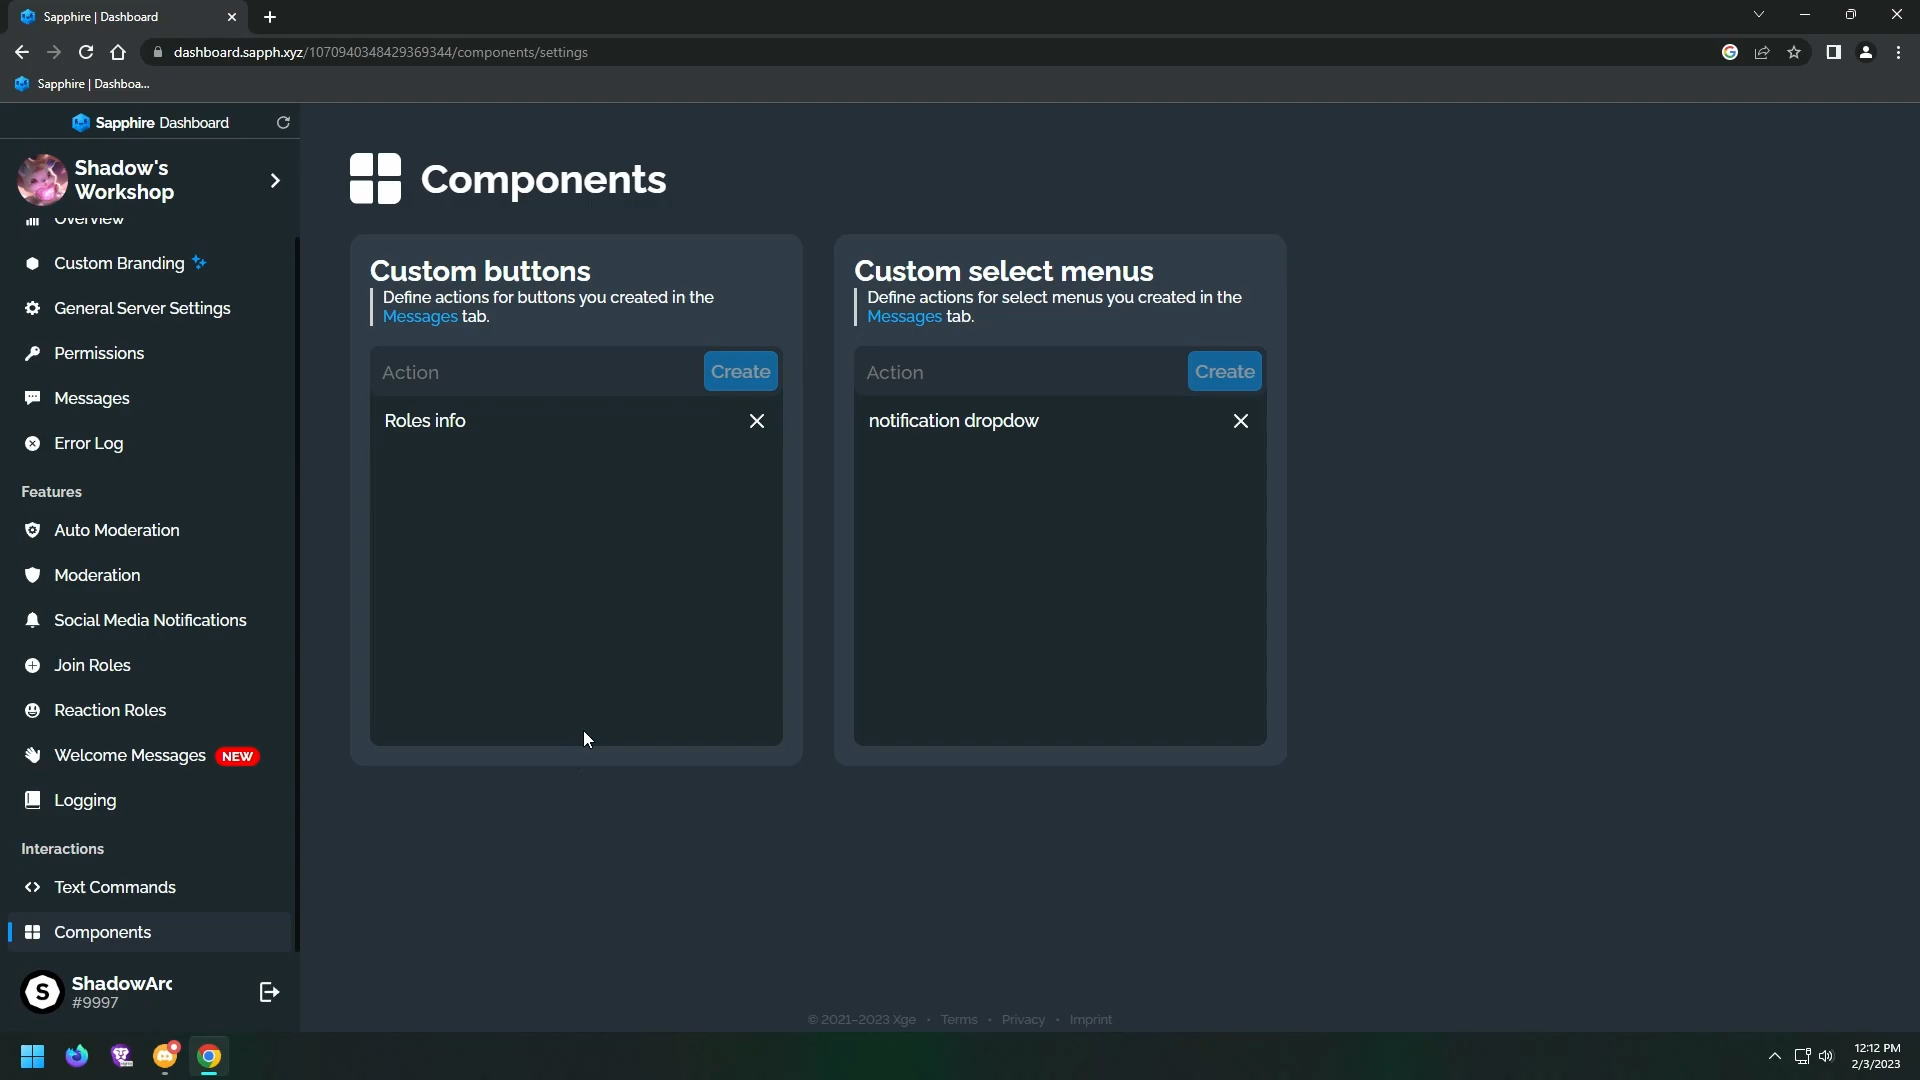 Sapphire | Dashboard
dashboard.sapph.xyz/1070940348429369344/components/settings
Sapphire | Dashboa...
Sapphire Dashboard
Shadow's
Workshop
Overview
Custom Branding
General Server Settings
Permissions
Messages
Error Log
Features
Auto Moderation
Moderation
Social Media Notifications
Join Roles
Reaction Roles
Welcome Messages NEW
Logging
Interactions
Text Commands
Components
S
ShadowArc
#9997
Components
Custom buttons
Define actions for buttons you created in the
Messages tab.
Action Create
Roles info
Custom select menus
Define actions for select menus you created in the
Messages tab.
Action Create
notification dropdow
© 2021-2023 Xge • Terms • Privacy • Imprint
12:12 PM
2/3/2023